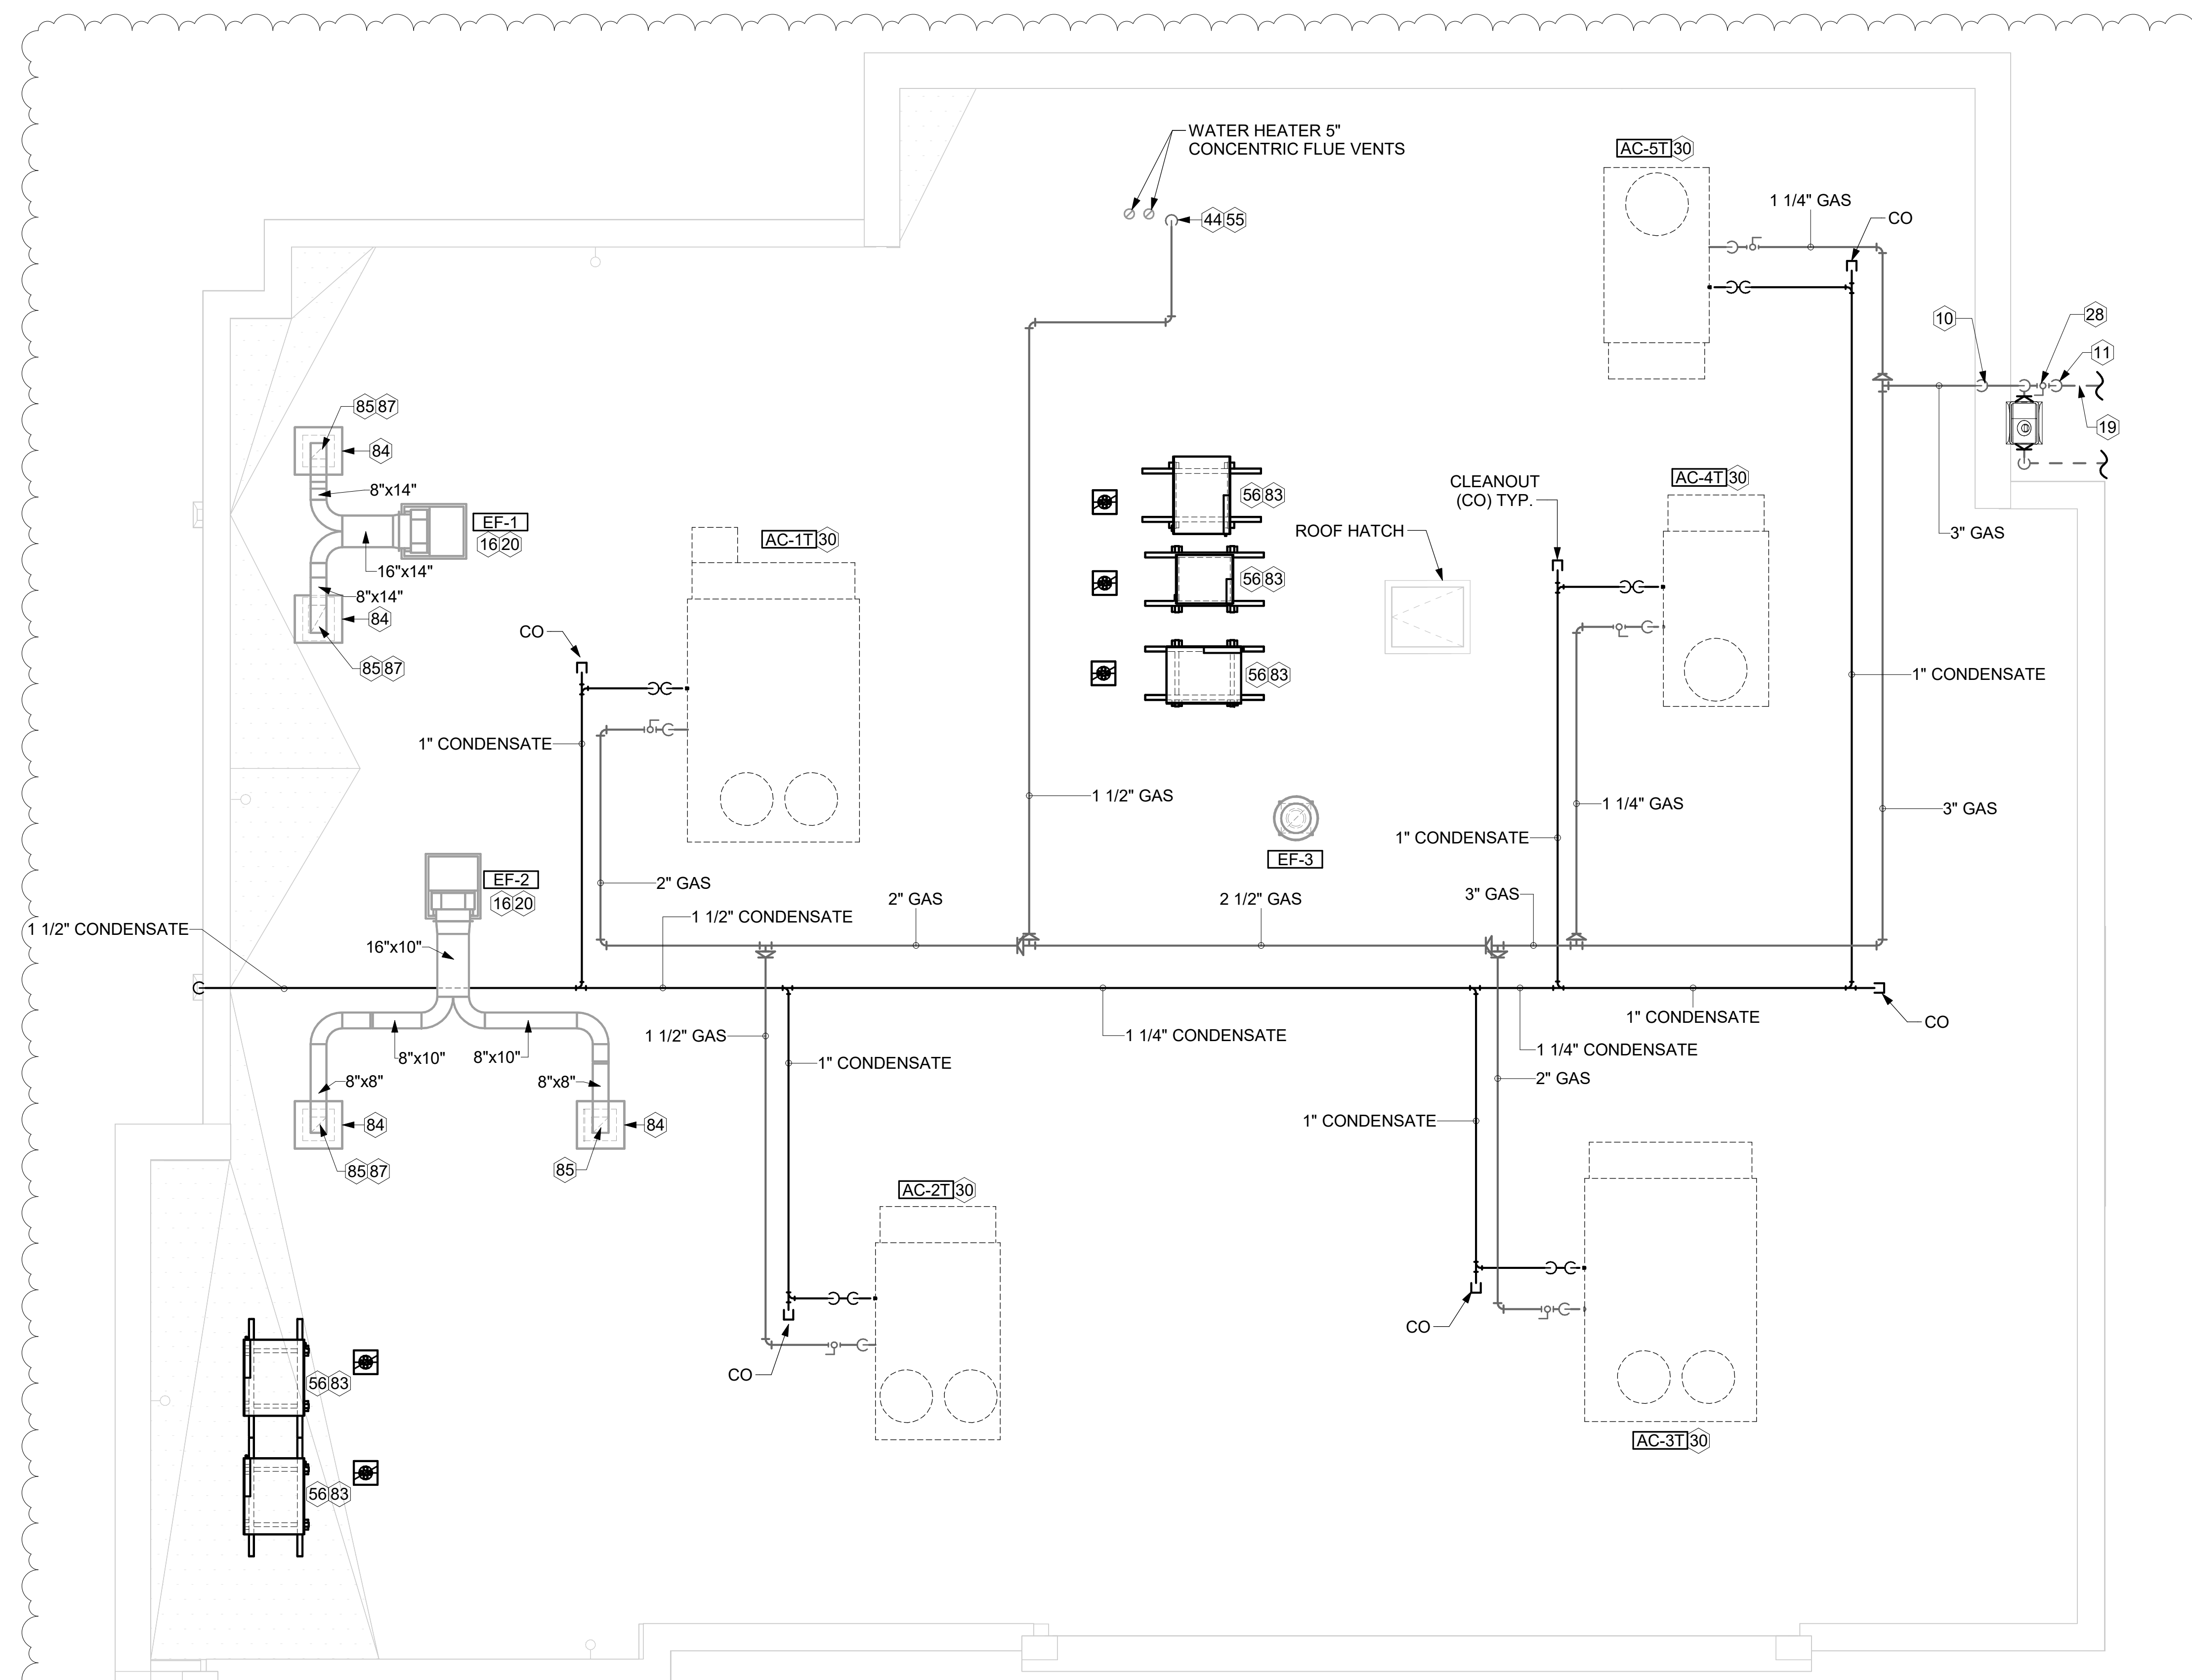 WATER HEATER 5"
CONCENTRIC FLUE VENTS
44 55
AC-5T 30
1 1/4" GAS
CO
10
28
11
19
3" GAS
85 87
84
8"x14"
EF-1
16 20
16"x14"
8"x14"
84
85 87
AC-1T 30
56 83
56 83
56 83
CLEANOUT
(CO) TYP.
ROOF HATCH
AC-4T 30
CO
1" CONDENSATE
1" CONDENSATE
1 1/2" GAS
1 1/4" GAS
3" GAS
1" CONDENSATE
EF-3
EF-2
16 20
2" GAS
1 1/2" CONDENSATE
2" GAS
2 1/2" GAS
3" GAS
1 1/2" CONDENSATE
16"x10"
8"x10"
8"x10"
8"x8"
8"x8"
84
84
85 87
85
1 1/2" GAS
1" CONDENSATE
1 1/4" CONDENSATE
1" CONDENSATE
CO
1 1/4" CONDENSATE
2" GAS
1" CONDENSATE
AC-2T 30
CO
CO
AC-3T 30
56 83
56 83